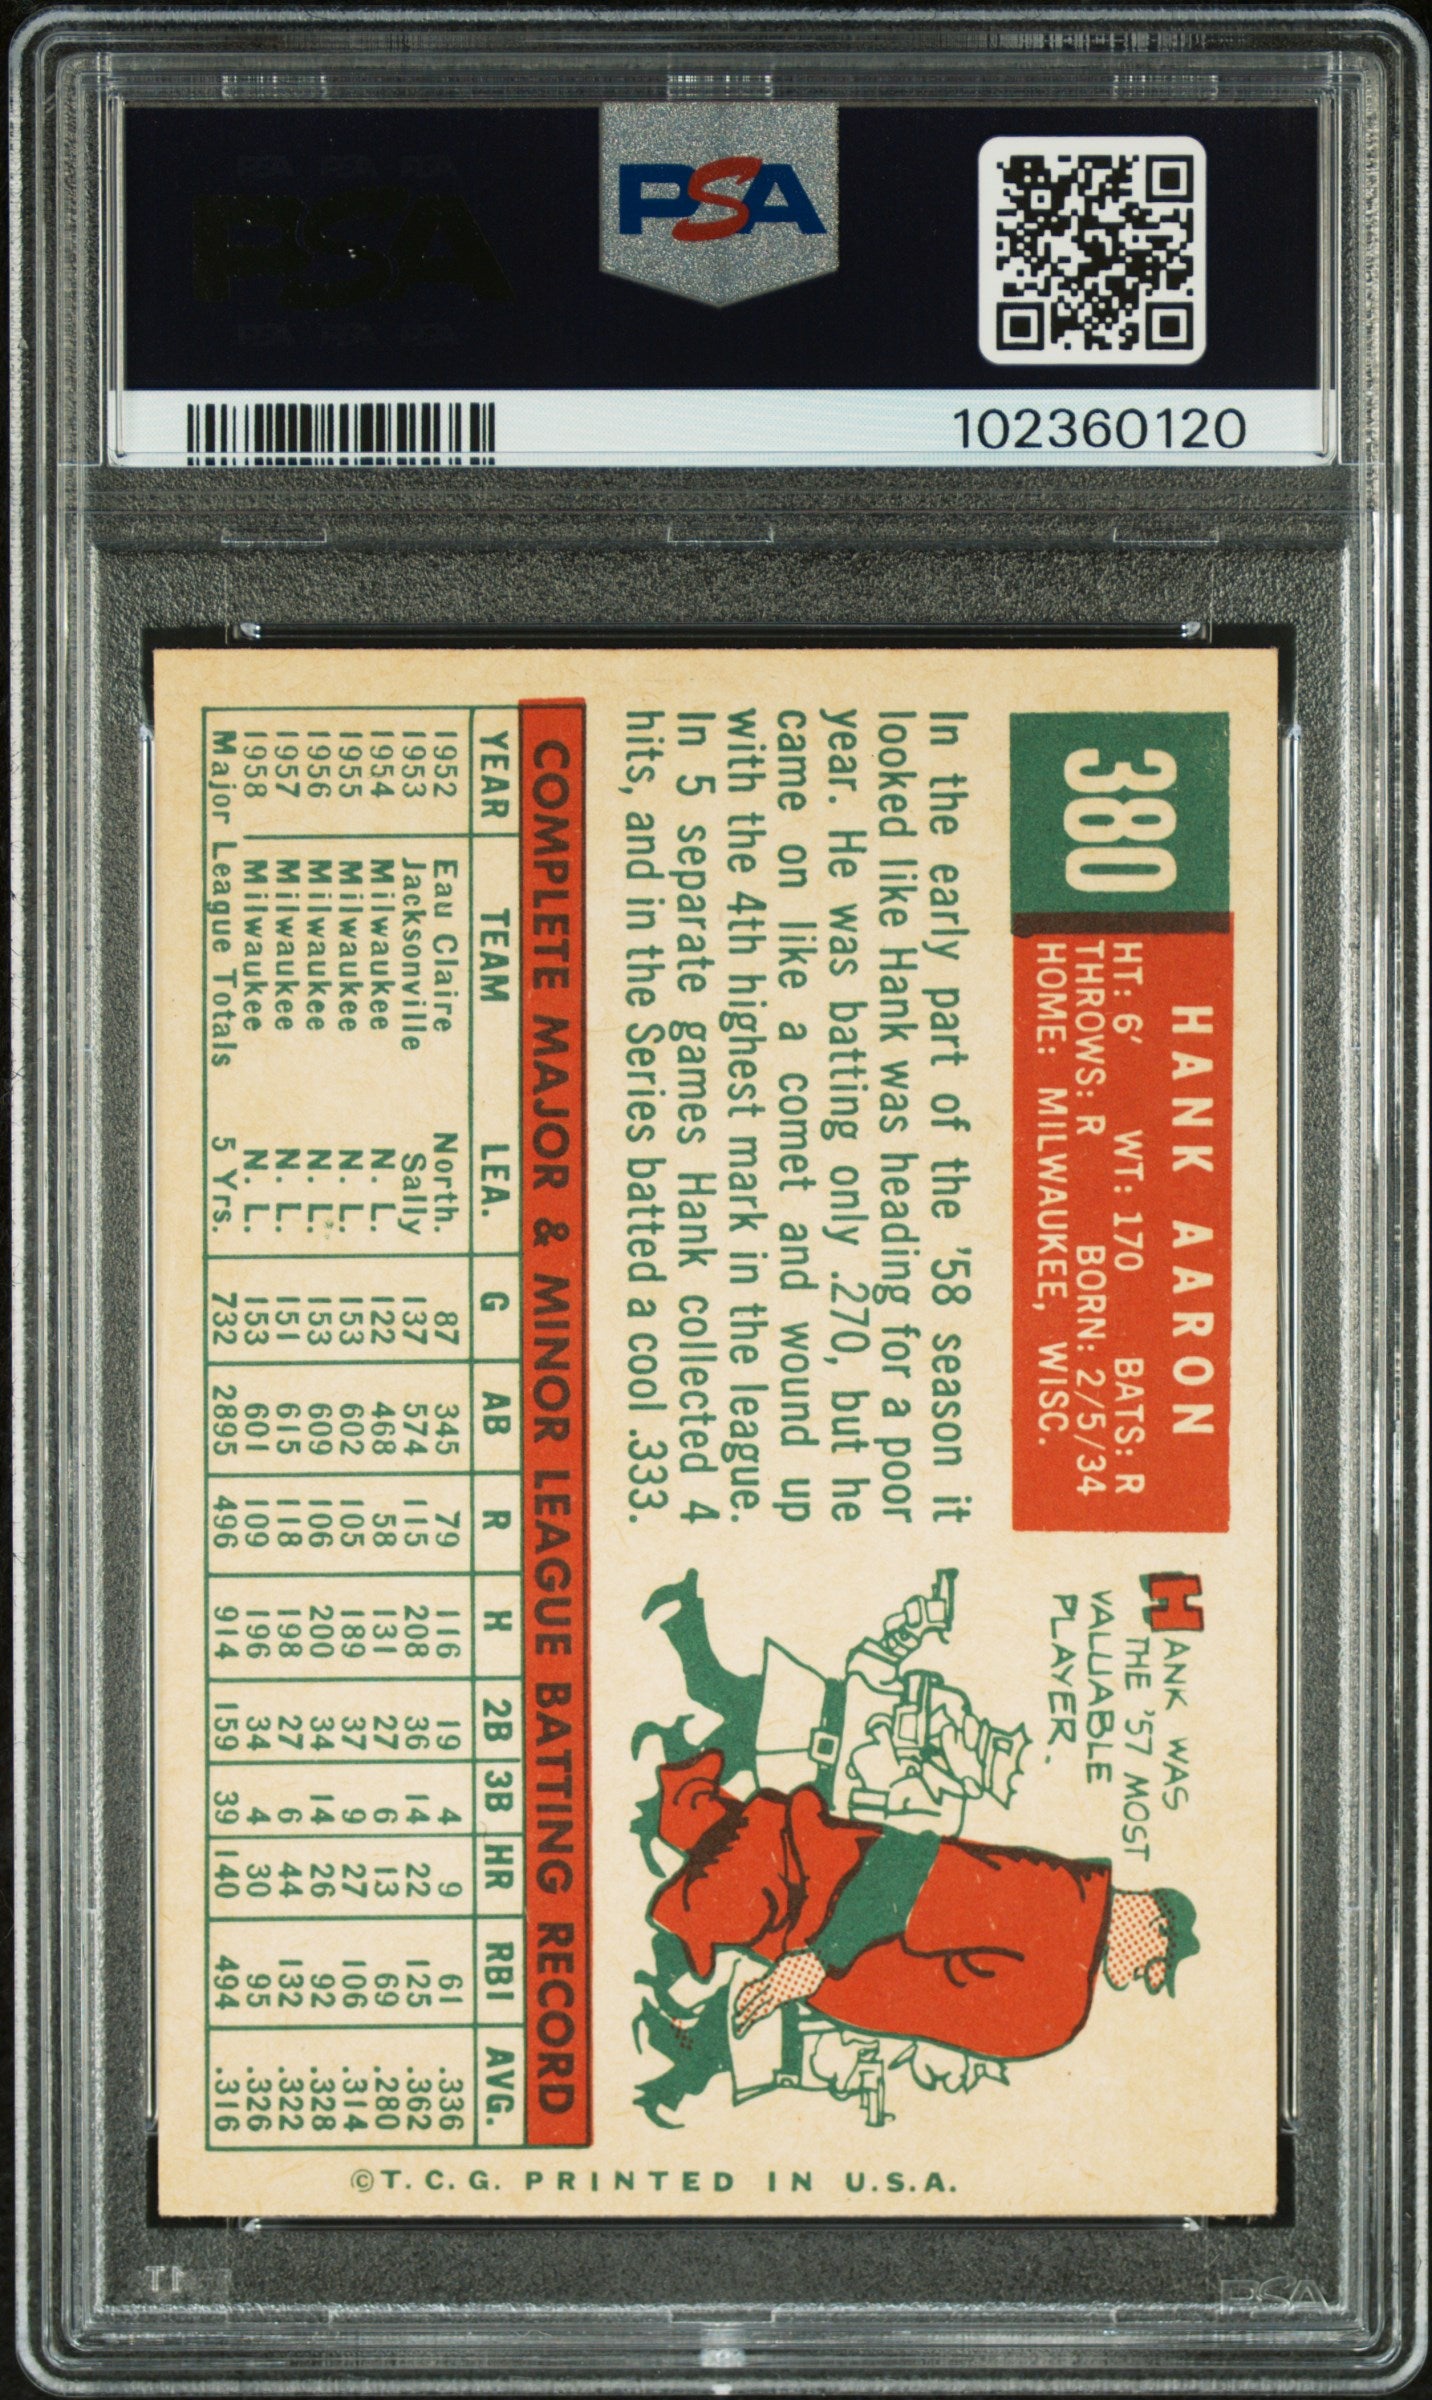 PSA PSA PSA
PSA
PSA PSA PSA
PSA
102360120
380
HANK AARON
HT: 6' WT: 170 BATS: R
THROWS: R BORN: 2/5/34
HOME: MILWAUKEE, WISC.
In the early part of the '58 season it
looked like Hank was heading for a poor
year. He was batting only .270, but he
came on like a comet and wound up
with the 4th highest mark in the league.
In 5 separate games Hank collected 4
hits, and in the Series batted a cool .333.
HANK WAS
THE '57 MOST
VALUABLE
PLAYER.
COMPLETE MAJOR & MINOR LEAGUE BATTING RECORD
YEAR TEAM LEA. G AB R H 2B 3B HR RBI AVG.
1952 Eau Claire North. 87 345 79 116 19 4 9 61 .336
1953 Jacksonville Sally 137 574 115 208 36 14 22 125 .362
1954 Milwaukee N. L. 122 468 58 131 27 6 13 69 .280
1955 Milwaukee N. L. 153 602 105 189 37 9 27 106 .314
1956 Milwaukee N. L. 153 609 106 200 34 14 26 92 .328
1957 Milwaukee N. L. 151 615 118 198 27 6 44 132 .322
1958 Milwaukee N. L. 153 601 109 196 34 4 30 95 .326
Major League Totals 5 Yrs. 732 2895 496 914 159 39 140 494 .316
©T. C. G. PRINTED IN U.S.A.
PSA